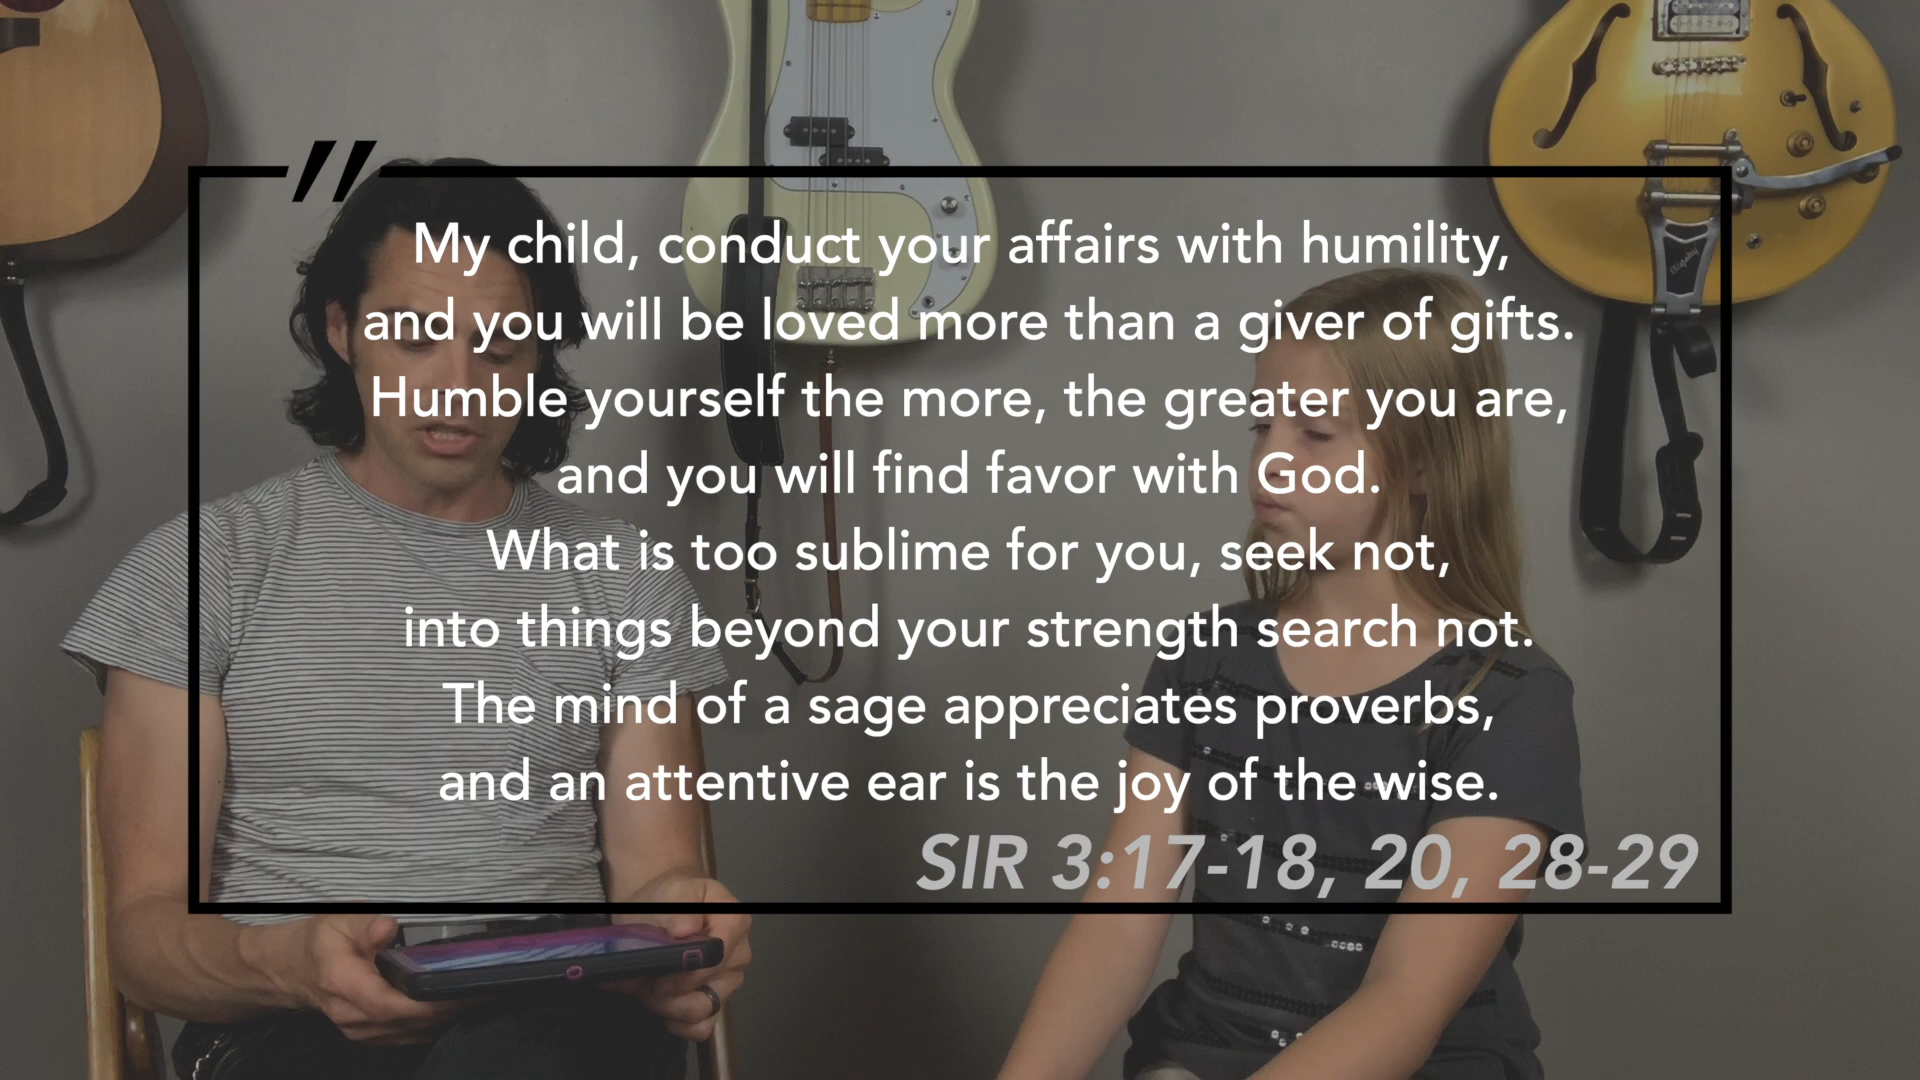 My child, conduct your affairs with humility,
and you will be loved more than a giver of gifts.
Humble yourself the more, the greater you are,
and you will find favor with God.
What is too sublime for you, seek not,
into things beyond your strength search not.
The mind of a sage appreciates proverbs,
and an attentive ear is the joy of the wise.
SIR 3:17-18, 20, 28-29